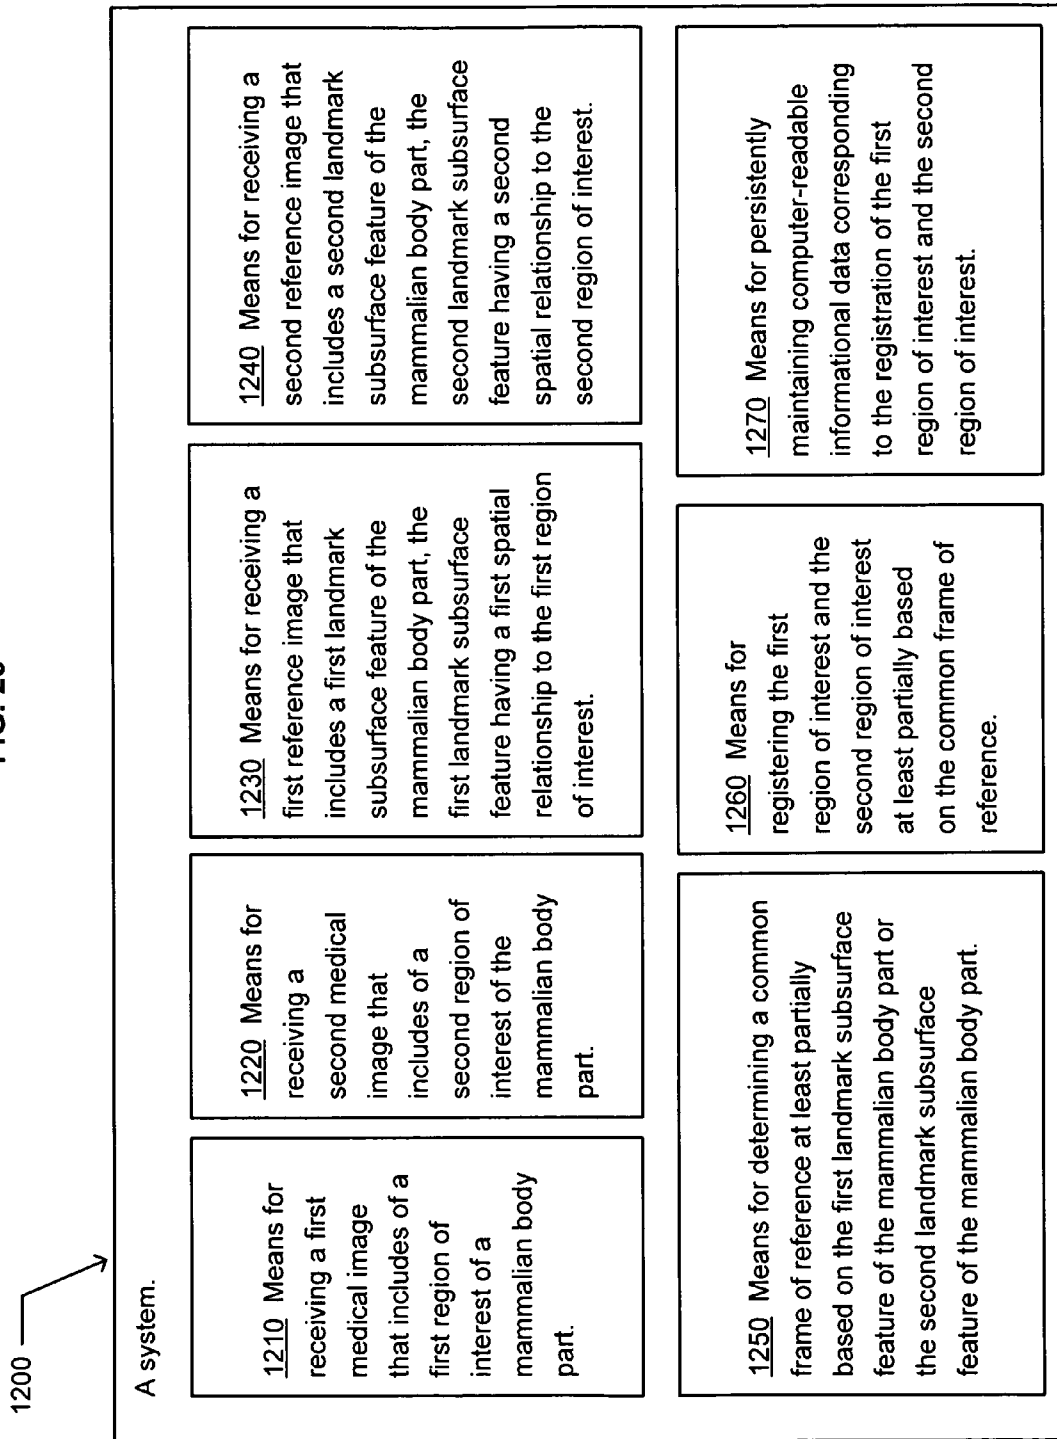 FIG.
1200
A system.
1210 Means for
receiving a first
medical image
that includes of a
first region of
interest of a
mammalian body
part.
1220 Means for
receiving a
second medical
image that
includes of a
second region of
interest of the
mammalian body
part.
1230 Means for receiving a
first reference image that
includes a first landmark
subsurface feature of the
mammalian body part, the
first landmark subsurface
feature having a first spatial
relationship to the first region
of interest.
1240 Means for receiving a
second reference image that
includes a second landmark
subsurface feature of the
mammalian body part, the
second landmark subsurface
feature having a second
spatial relationship to the
second region of interest.
1250 Means for determining a common
frame of reference at least partially
based on the first landmark subsurface
feature of the mammalian body part or
the second landmark subsurface
feature of the mammalian body part.
1260 Means for
registering the first
region of interest and the
second region of interest
at least partially based
on the common frame of
reference.
1270 Means for persistently
maintaining computer-readable
informational data corresponding
to the registration of the first
region of interest and the second
region of interest.